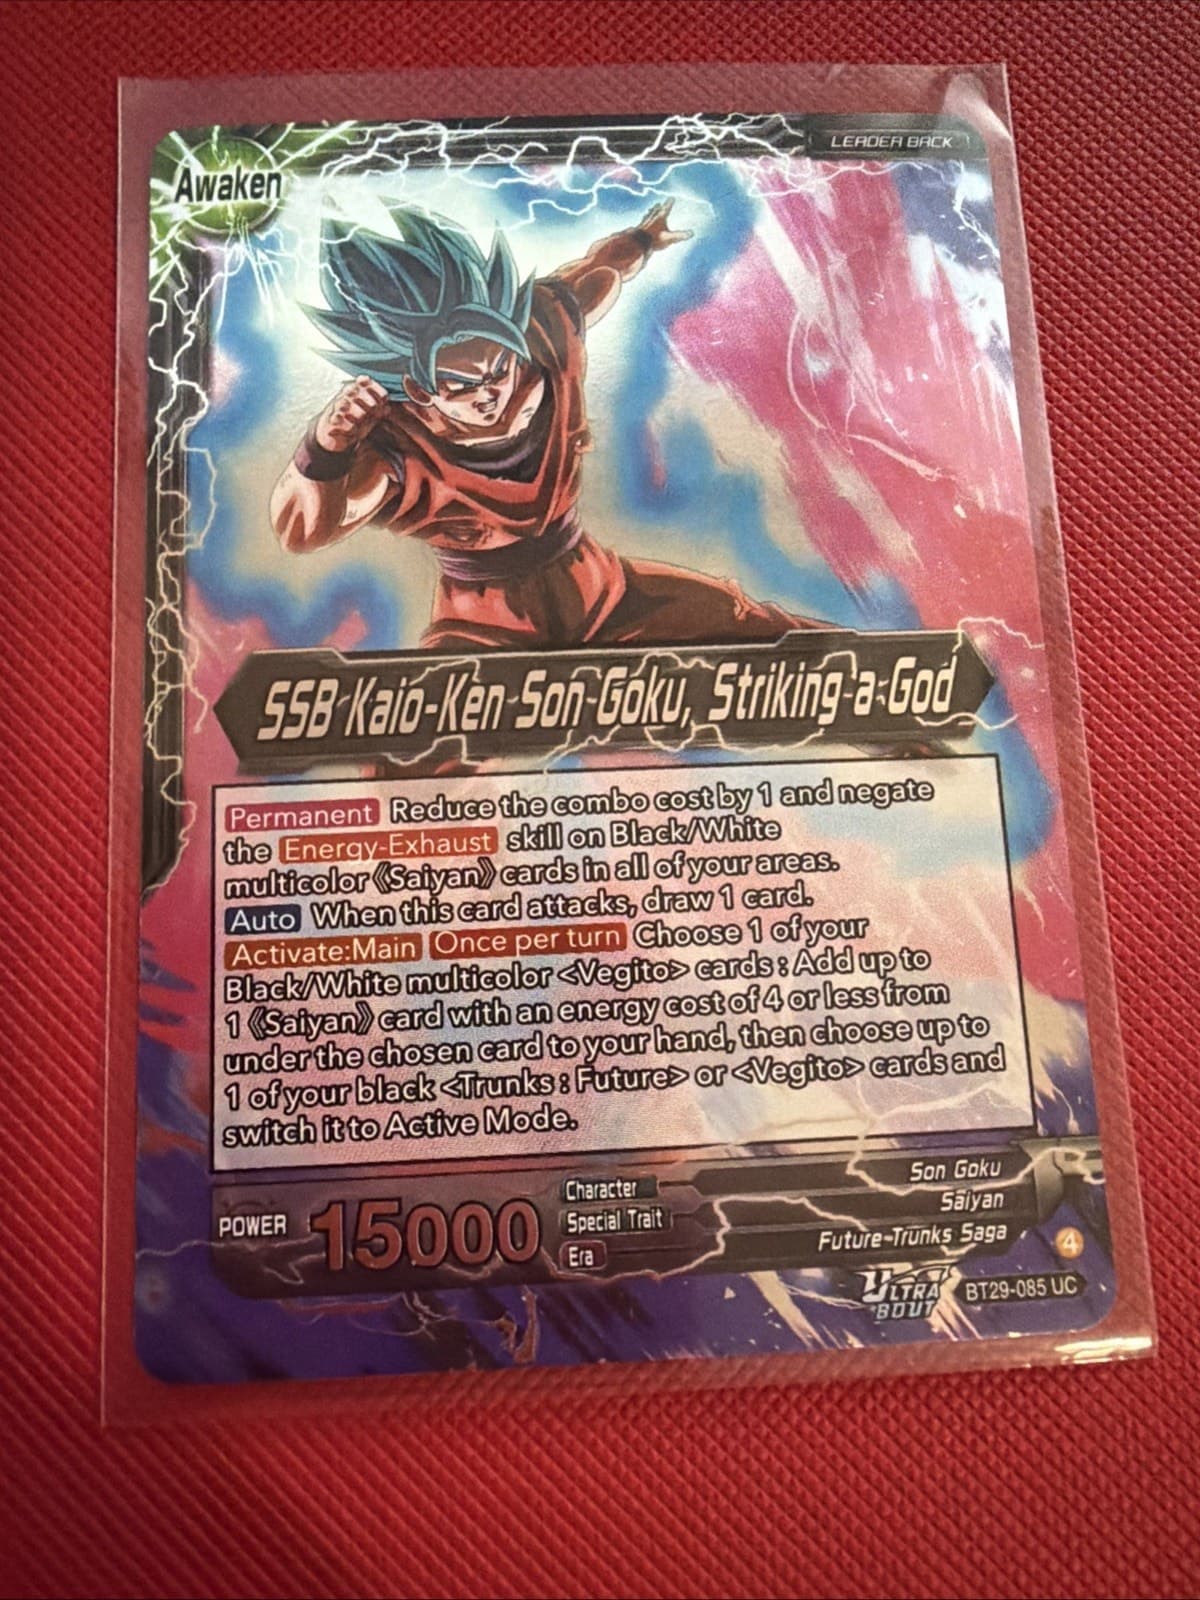 LEADER BACK
Awaken
SSB Kaio-Ken Son Goku, Striking a God
Permanent Reduce the combo cost by 1 and negate
the Energy-Exhaust skill on Black/White
multicolor 《Saiyan》 cards in all of your areas.
Auto When this card attacks, draw 1 card.
Activate:Main Once per turn Choose 1 of your
Black/White multicolor <Vegito> cards : Add up to
1 《Saiyan》 card with an energy cost of 4 or less from
under the chosen card to your hand, then choose up to
1 of your black <Trunks : Future> or <Vegito> cards and
switch it to Active Mode.
POWER 15000
Character Son Goku
Special Trait Saiyan
Era Future Trunks Saga
4
ULTRA
BOUT
BT29-085 UC